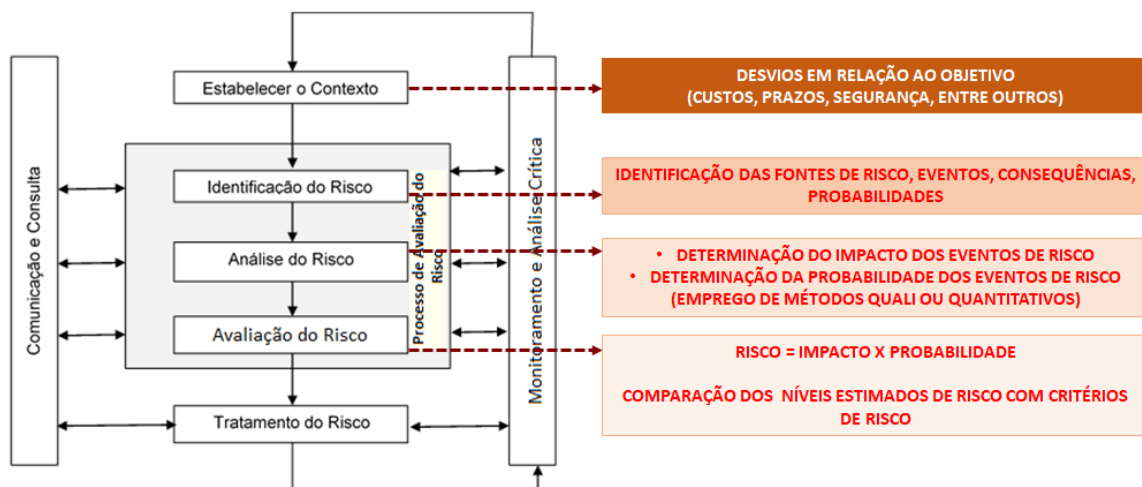 Comunicação e Consulta
Estabelecer o Contexto
Identificação do Risco
Análise do Risco
Avaliação do Risco
Tratamento do Risco
Processo de Avaliação do
Risco
Monitoramento e Análise Crítica
DESVIOS EM RELAÇÃO AO OBJETIVO
(CUSTOS, PRAZOS, SEGURANÇA, ENTRE OUTROS)
IDENTIFICAÇÃO DAS FONTES DE RISCO, EVENTOS, CONSEQUÊNCIAS,
PROBABILIDADES
• DETERMINAÇÃO DO IMPACTO DOS EVENTOS DE RISCO
• DETERMINAÇÃO DA PROBABILIDADE DOS EVENTOS DE RISCO
(EMPREGO DE MÉTODOS QUALI OU QUANTITATIVOS)
RISCO = IMPACTO X PROBABILIDADE
COMPARAÇÃO DOS NÍVEIS ESTIMADOS DE RISCO COM CRITÉRIOS
DE RISCO